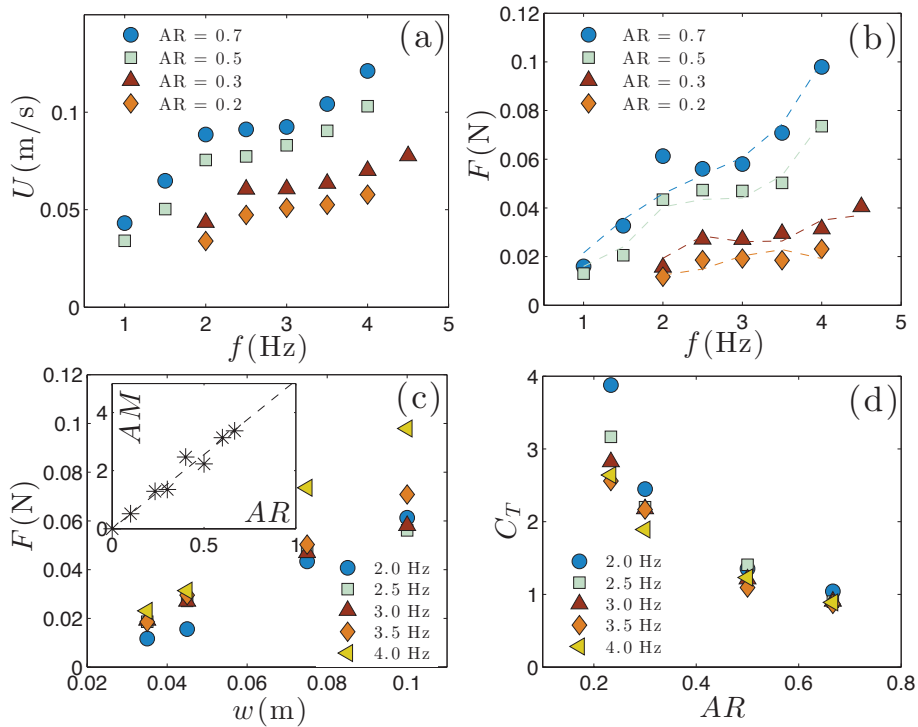 (a)
AR = 0.7
AR = 0.5
AR = 0.3
AR = 0.2
U(m/s)
0.1
0.05
0
1 2 3 4 5
f(Hz)
(b)
AR = 0.7
AR = 0.5
AR = 0.3
AR = 0.2
F(N)
0.12
0.1
0.08
0.06
0.04
0.02
0
1 2 3 4 5
f(Hz)
(c)
F(N)
0.12
0.1
0.08
0.06
0.04
0.02
0
AM
4
2
0
0 0.5 1
AR
2.0 Hz
2.5 Hz
3.0 Hz
3.5 Hz
4.0 Hz
0.02 0.04 0.06 0.08 0.1
w(m)
(d)
C_T
4
3
2
1
0
2.0 Hz
2.5 Hz
3.0 Hz
3.5 Hz
4.0 Hz
0.2 0.4 0.6 0.8
AR